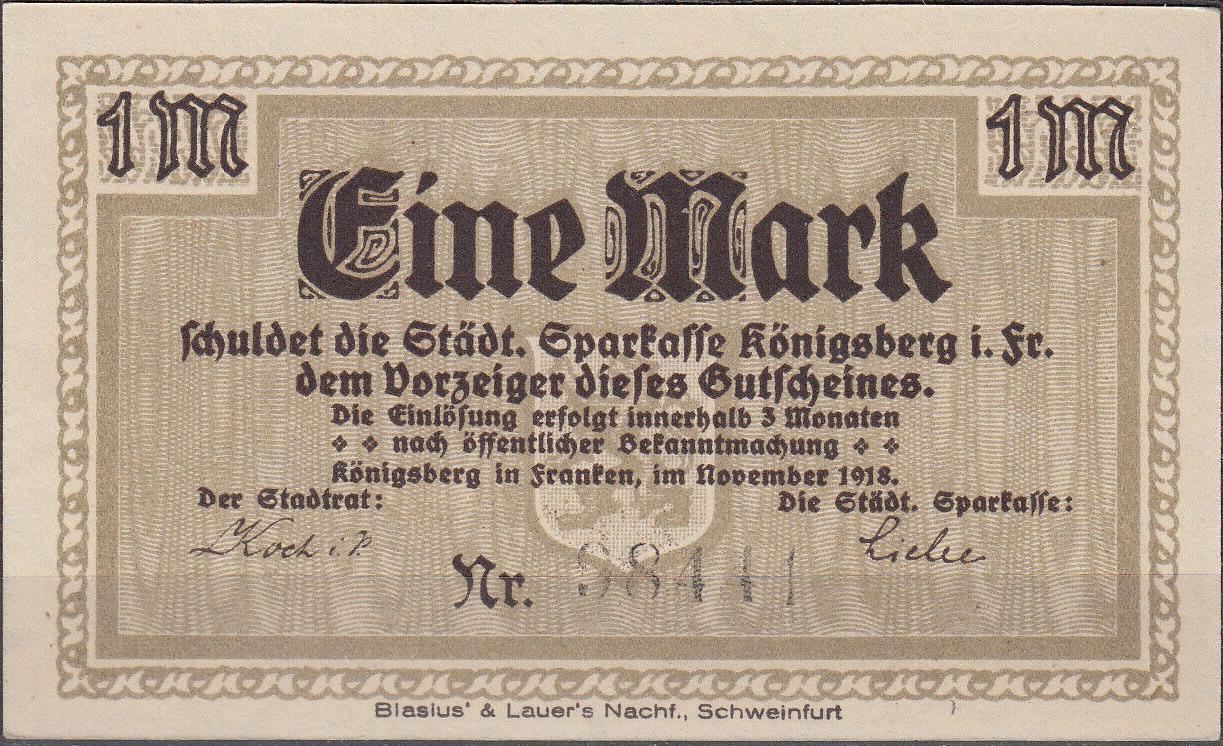 1 M 1 M
Eine Mark
schuldet die Städt. Sparkasse Königsberg i. Fr.
dem Vorzeiger dieses Gutscheines.
Die Einlösung erfolgt innerhalb 3 Monaten
nach öffentlicher Bekanntmachung
Königsberg in Franken, im November 1918.
Der Stadtrat: Die Städt. Sparkasse:
Koch
Nr. 98441
Blasius' & Lauer's Nachf., Schweinfurt